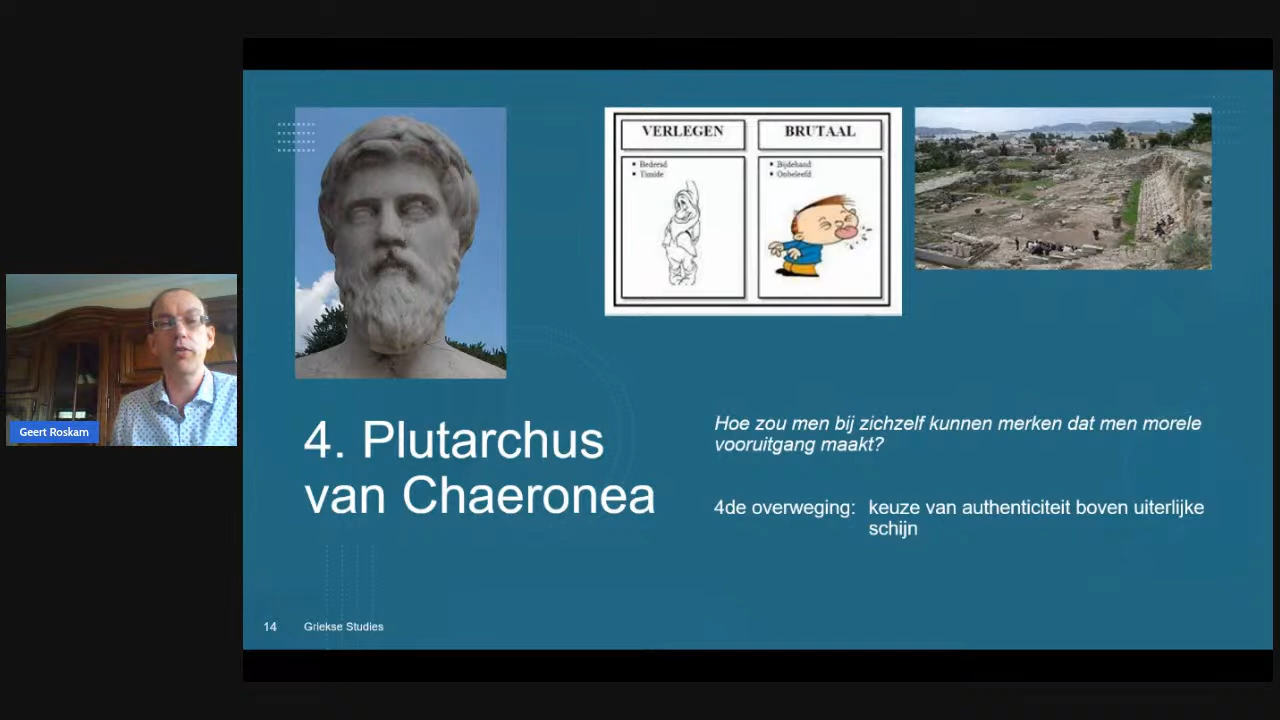 VERLEGEN
BRUTAAL
Bedeesd
Timide
Bijdehand
Onbeleefd
Geert Roskam
4. Plutarchus
van Chaeronea
Hoe zou men bij zichzelf kunnen merken dat men morele
vooruitgang maakt?
4de overweging: keuze van authenticiteit boven uiterlijke
schijn
14 Griekse Studies